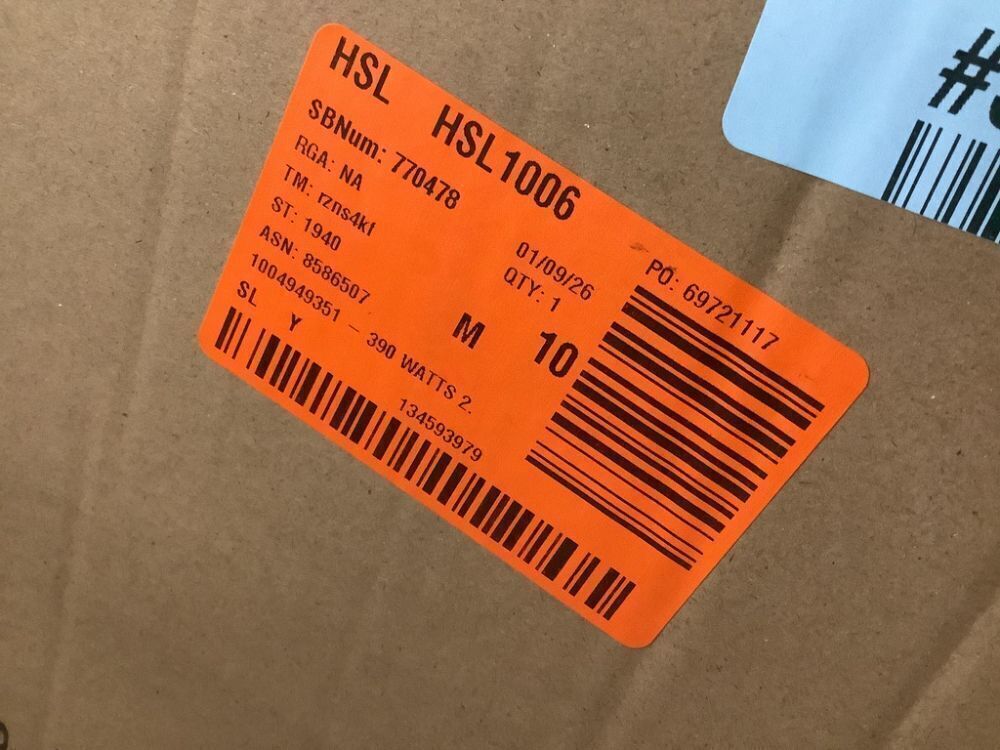 HSL HSL1006
SBNum: 770478
RGA: NA
TM: rzns4kf
ST: 1940
ASN: 8586507
1004949351 - 390 WATTS 2.
SL Y
134593979
01/09/26
QTY: 1
M 10
PO: 69721117
#